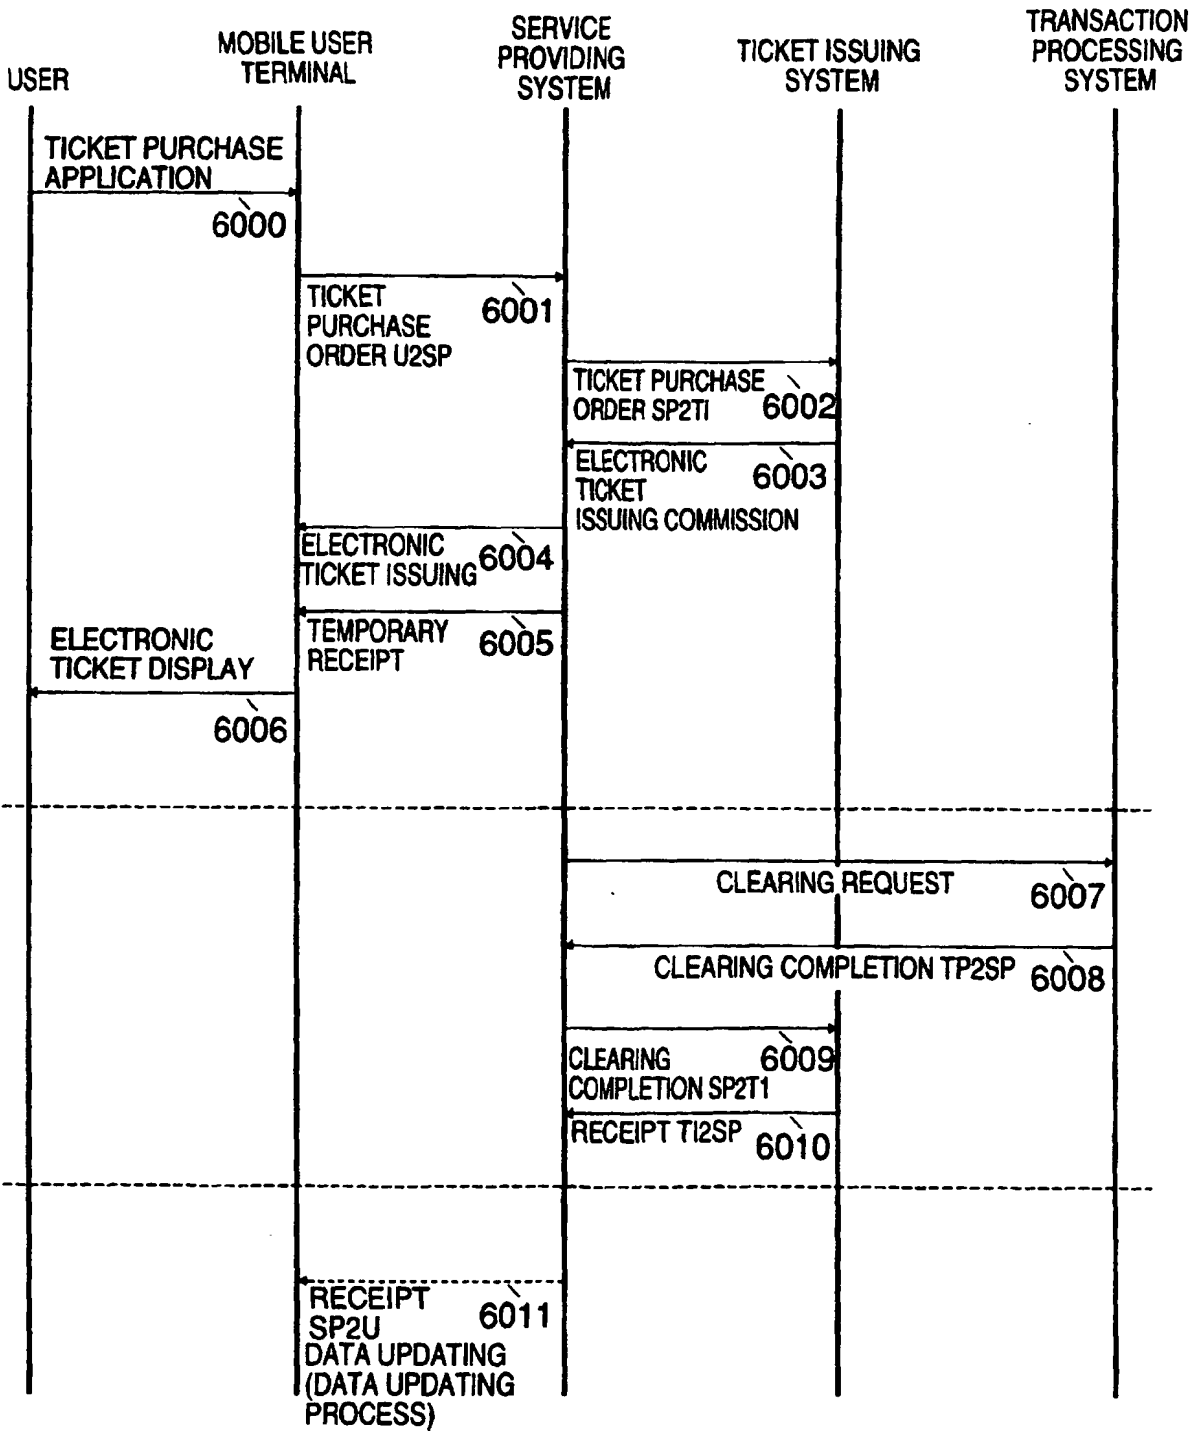 USER
MOBILE USER
TERMINAL
SERVICE
PROVIDING
SYSTEM
TICKET ISSUING
SYSTEM
TRANSACTION
PROCESSING
SYSTEM
TICKET PURCHASE
APPLICATION
6000
TICKET
PURCHASE
ORDER U2SP
6001
TICKET PURCHASE
ORDER SP2TI
6002
ELECTRONIC
TICKET
ISSUING COMMISSION
6003
ELECTRONIC
TICKET ISSUING
6004
TEMPORARY
RECEIPT
6005
ELECTRONIC
TICKET DISPLAY
6006
CLEARING REQUEST
6007
CLEARING COMPLETION TP2SP
6008
CLEARING
COMPLETION SP2T1
6009
RECEIPT TI2SP
6010
RECEIPT
SP2U
6011
DATA UPDATING
(DATA UPDATING
PROCESS)